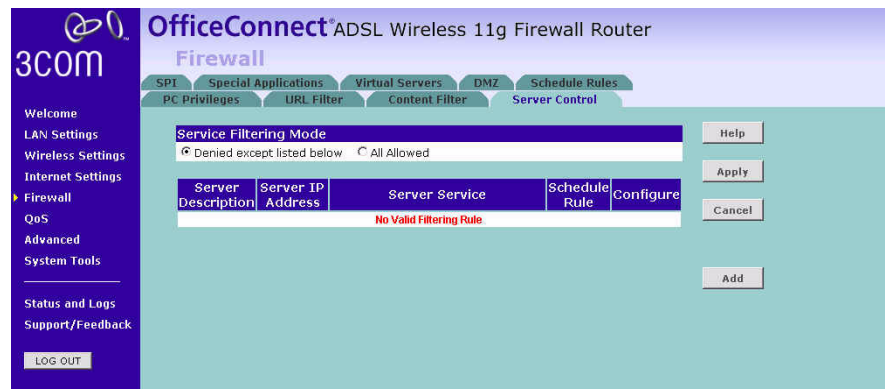 3COM
OfficeConnect® ADSL Wireless 11g Firewall Router
Firewall
SPI Special Applications Virtual Servers DMZ Schedule Rules
PC Privileges URL Filter Content Filter Server Control
Welcome
LAN Settings
Wireless Settings
Internet Settings
Firewall
QoS
Advanced
System Tools
Status and Logs
Support/Feedback
LOG OUT
Service Filtering Mode
Denied except listed below All Allowed
Server Description Server IP Address Server Service Schedule Rule Configure
No Valid Filtering Rule
Help
Apply
Cancel
Add